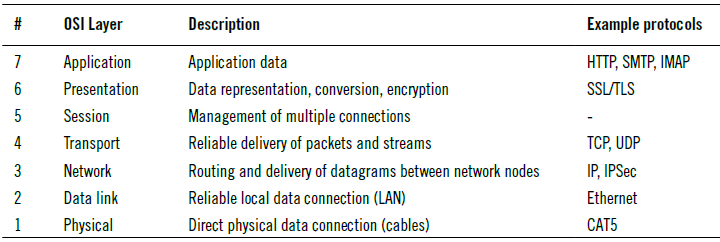 # OSI Layer Description Example protocols
7 Application Application data HTTP, SMTP, IMAP
6 Presentation Data representation, conversion, encryption SSL/TLS
5 Session Management of multiple connections -
4 Transport Reliable delivery of packets and streams TCP, UDP
3 Network Routing and delivery of datagrams between network nodes IP, IPSec
2 Data link Reliable local data connection (LAN) Ethernet
1 Physical Direct physical data connection (cables) CAT5